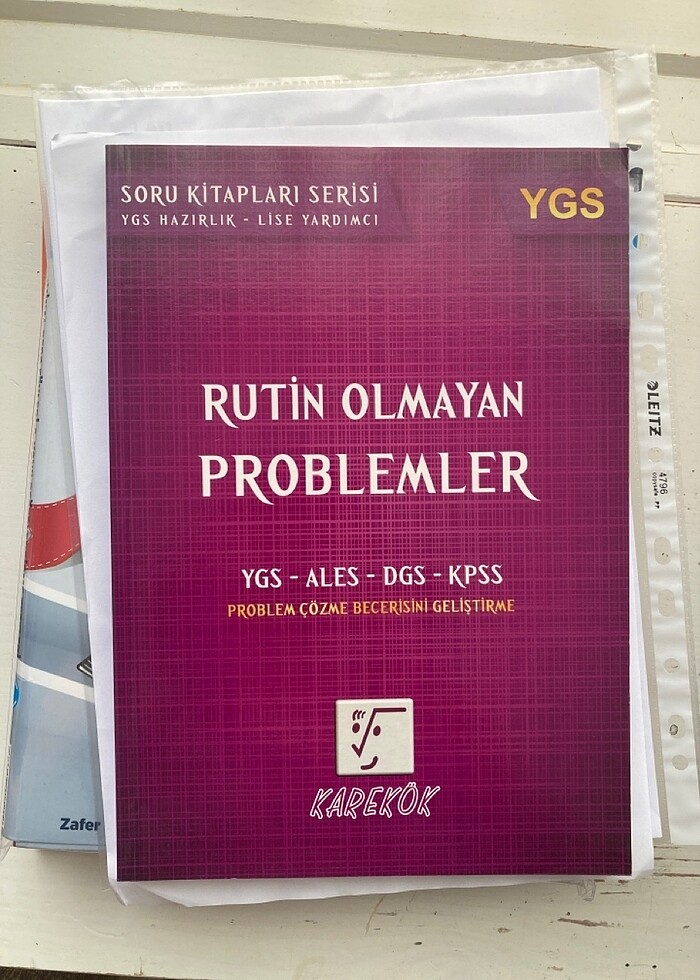 SORU KİTAPLARI SERİSİ
YGS HAZIRLIK - LİSE YARDIMCI
YGS
RUTİN OLMAYAN
PROBLEMLER
YGS - ALES - DGS - KPSS
PROBLEM ÇÖZME BECERİSİNİ GELİŞTİRME
KAREKÖK
LEITZ
4796
Zafer